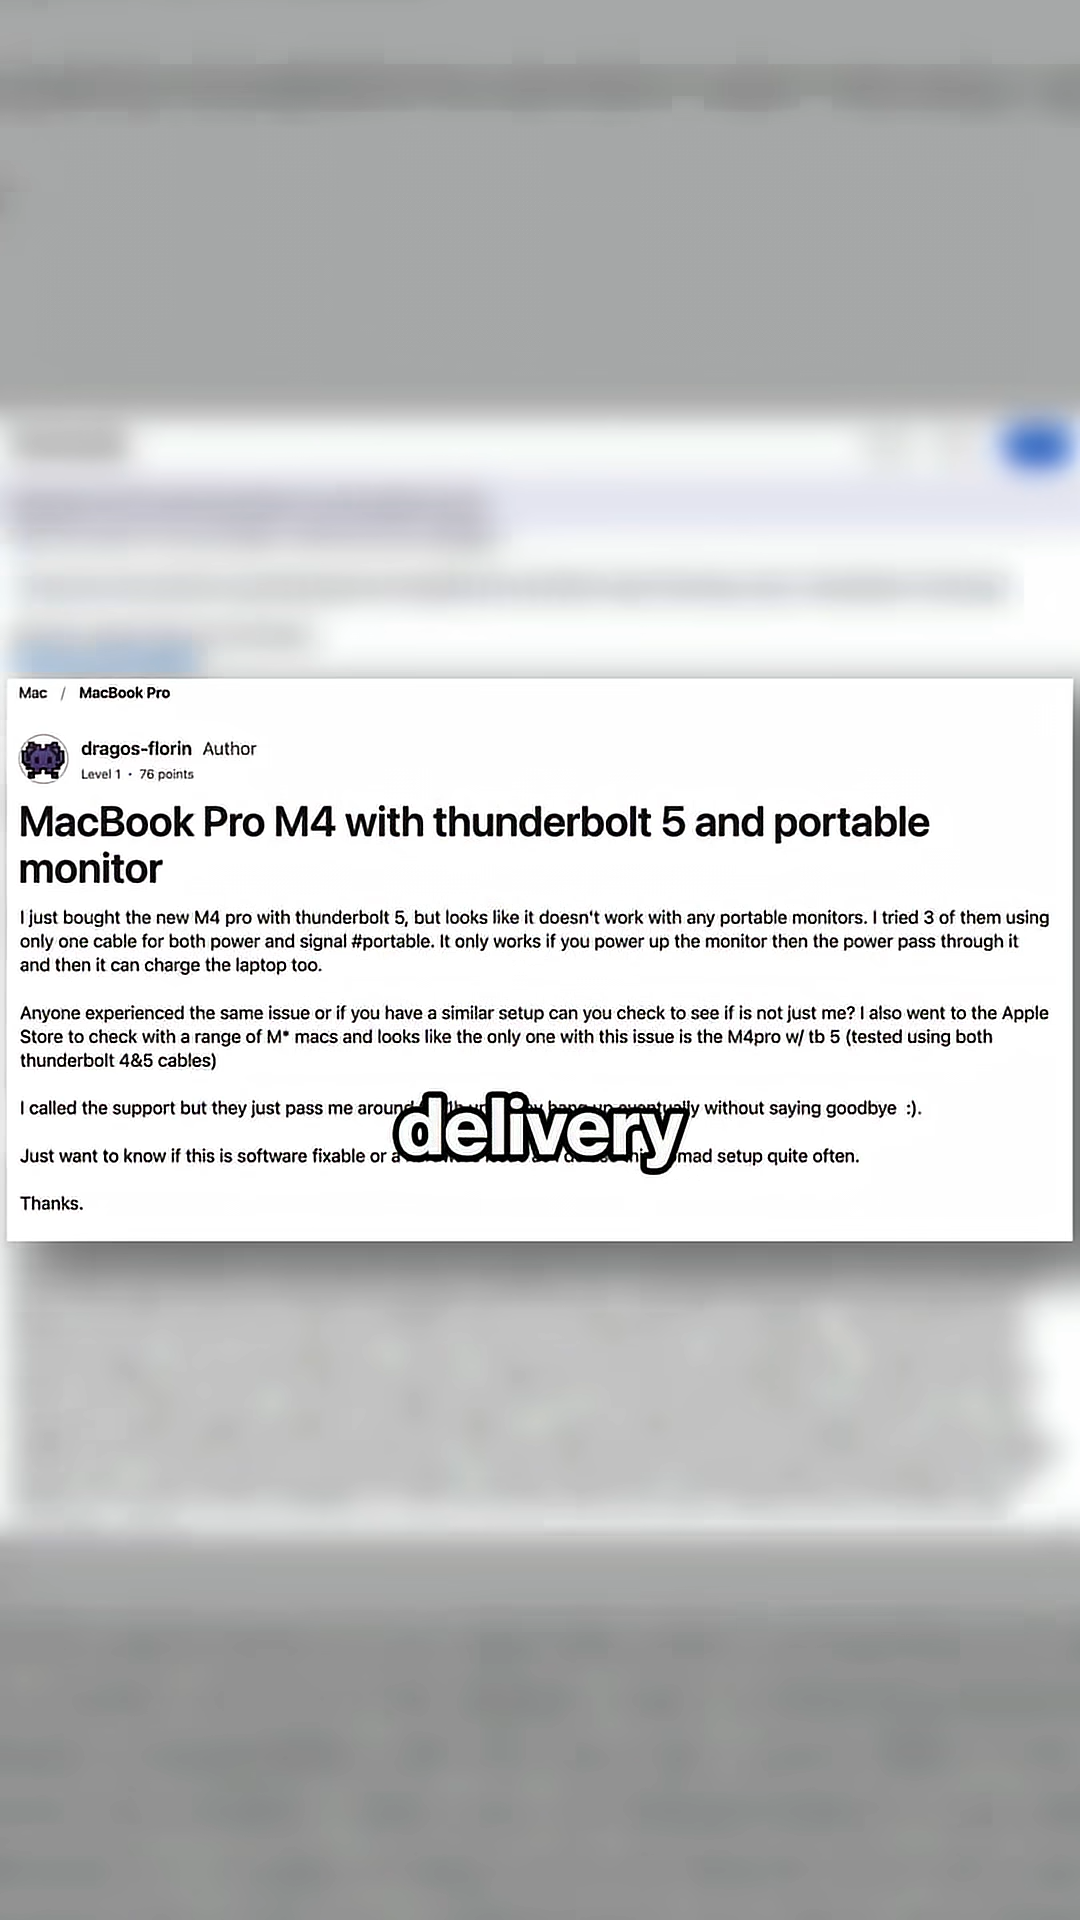 Mac / MacBook Pro
dragos-florin Author
Level 1 · 76 points
MacBook Pro M4 with thunderbolt 5 and portable
monitor
I just bought the new M4 pro with thunderbolt 5, but looks like it doesn't work with any portable monitors. I tried 3 of them using
only one cable for both power and signal #portable. It only works if you power up the monitor then the power pass through it
and then it can charge the laptop too.
Anyone experienced the same issue or if you have a similar setup can you check to see if is not just me? I also went to the Apple
Store to check with a range of M* macs and looks like the only one with this issue is the M4pro w/ tb 5 (tested using both
thunderbolt 4&5 cables)
I called the support but they just pass me around eventually without saying goodbye :).
delivery
Just want to know if this is software fixable or setup quite often.
Thanks.